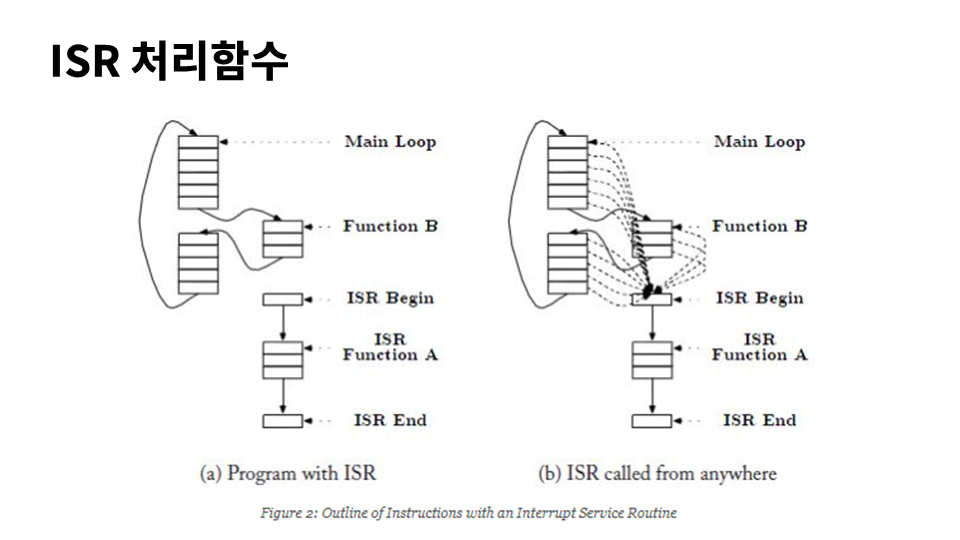 ISR 처리함수
Main Loop
Function B
ISR Begin
ISR
Function A
ISR End
(a) Program with ISR
Main Loop
Function B
ISR Begin
ISR
Function A
ISR End
(b) ISR called from anywhere
Figure 2: Outline of Instructions with an Interrupt Service Routine